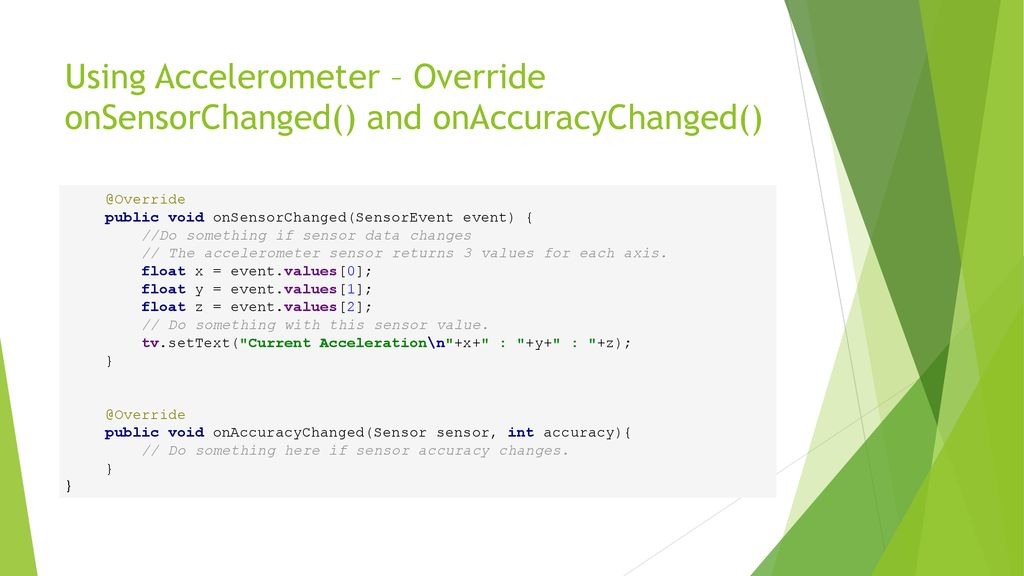 Using Accelerometer – Override
onSensorChanged() and onAccuracyChanged()
@Override
public void onSensorChanged(SensorEvent event) {
//Do something if sensor data changes
// The accelerometer sensor returns 3 values for each axis.
float x = event.values[0];
float y = event.values[1];
float z = event.values[2];
// Do something with this sensor value.
tv.setText("Current Acceleration\n"+x+" : "+y+" : "+z);
}
@Override
public void onAccuracyChanged(Sensor sensor, int accuracy){
// Do something here if sensor accuracy changes.
}
}